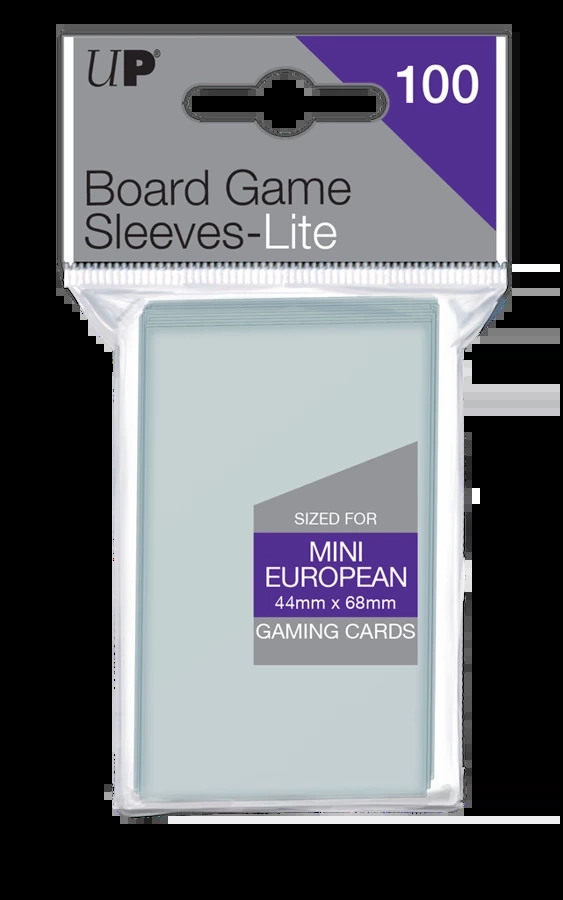 UP®
100
Board Game
Sleeves-Lite
SIZED FOR
MINI
EUROPEAN
44mm x 68mm
GAMING CARDS